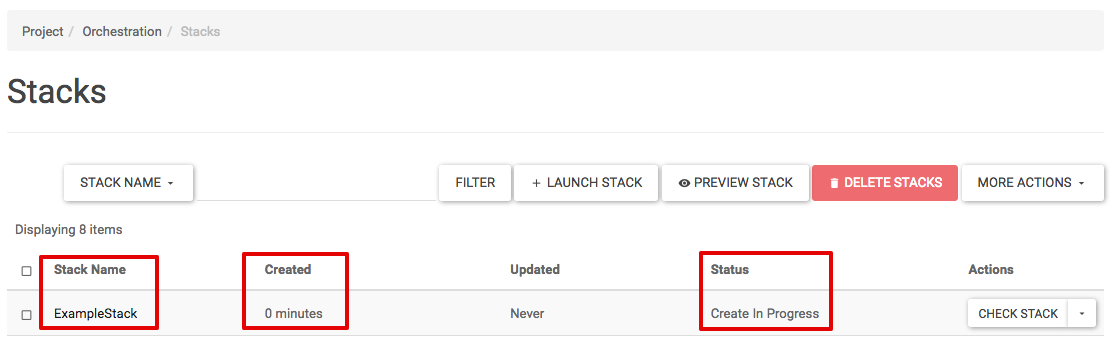 Project / Orchestration / Stacks
Stacks
STACK NAME FILTER + LAUNCH STACK PREVIEW STACK DELETE STACKS MORE ACTIONS
Displaying 8 items
Stack Name Created Updated Status Actions
ExampleStack 0 minutes Never Create In Progress CHECK STACK